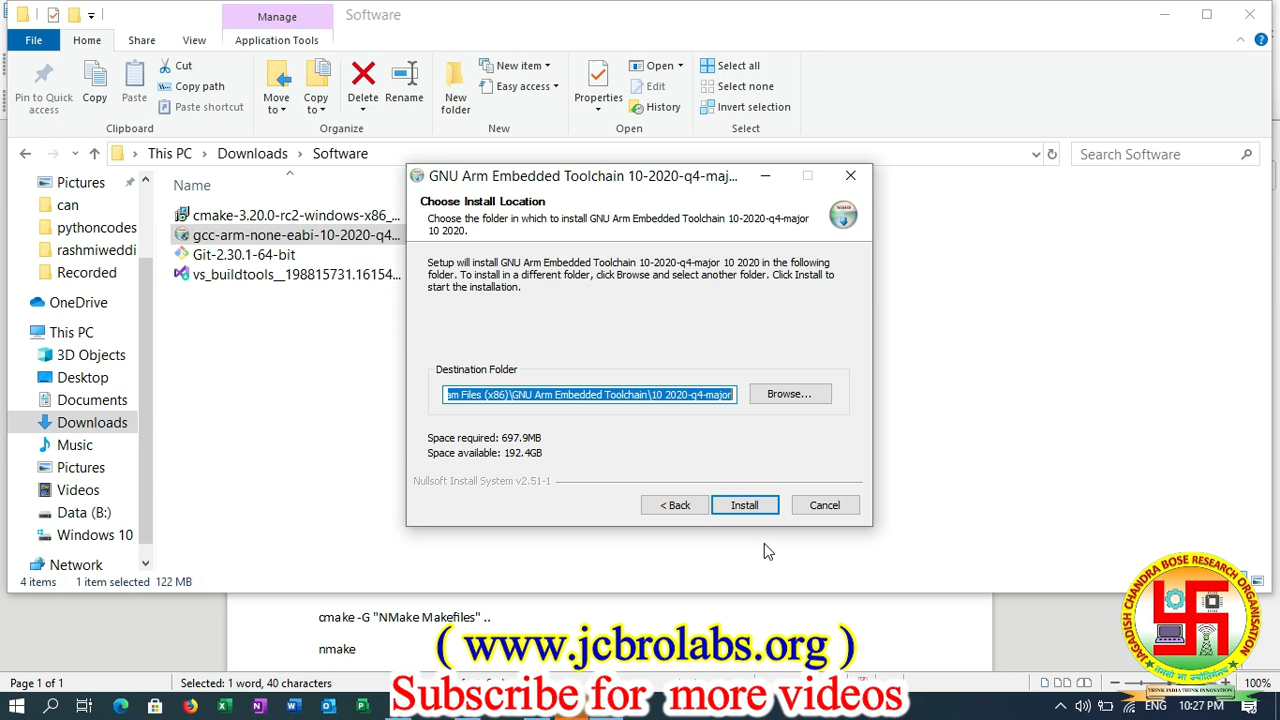 Manage
Software
File
Home
Share
View
Application Tools
Pin to Quick access
Copy
Paste
Cut
Copy path
Paste shortcut
Clipboard
Move to
Copy to
Delete
Rename
Organize
New folder
New item
Easy access
New
Properties
Open
Edit
History
Open
Select all
Select none
Invert selection
Select
This PC > Downloads > Software
Search Software
Pictures
can
pythoncodes
rashmiweddi
Recorded
OneDrive
This PC
3D Objects
Desktop
Documents
Downloads
Music
Pictures
Videos
Data (B:)
Windows 10
Network
Name
cmake-3.20.0-rc2-windows-x86_...
gcc-arm-none-eabi-10-2020-q4...
Git-2.30.1-64-bit
vs_buildtools__198815731.16154...
4 items
1 item selected
122 MB
GNU Arm Embedded Toolchain 10-2020-q4-maj...
Choose Install Location
Choose the folder in which to install GNU Arm Embedded Toolchain 10-2020-q4-major
10 2020.
Setup will install GNU Arm Embedded Toolchain 10-2020-q4-major 10 2020 in the following
folder. To install in a different folder, click Browse and select another folder. Click Install to
start the installation.
Destination Folder
am Files (x86)\GNU Arm Embedded Toolchain\10 2020-q4-major
Browse...
Space required: 697.9MB
Space available: 192.4GB
Nullsoft Install System v2.51-1
< Back
Install
Cancel
cmake -G "NMake Makefiles" ..
nmake
( www.jcbrolabs.org )
Subscribe for more videos
JAGADISH CHANDRA BOSE RESEARCH ORGANISATION
THINK INDIA THINK INNOVATION
Page 1 of 1
Selected: 1 word, 40 characters
100%
ENG
10:27 PM